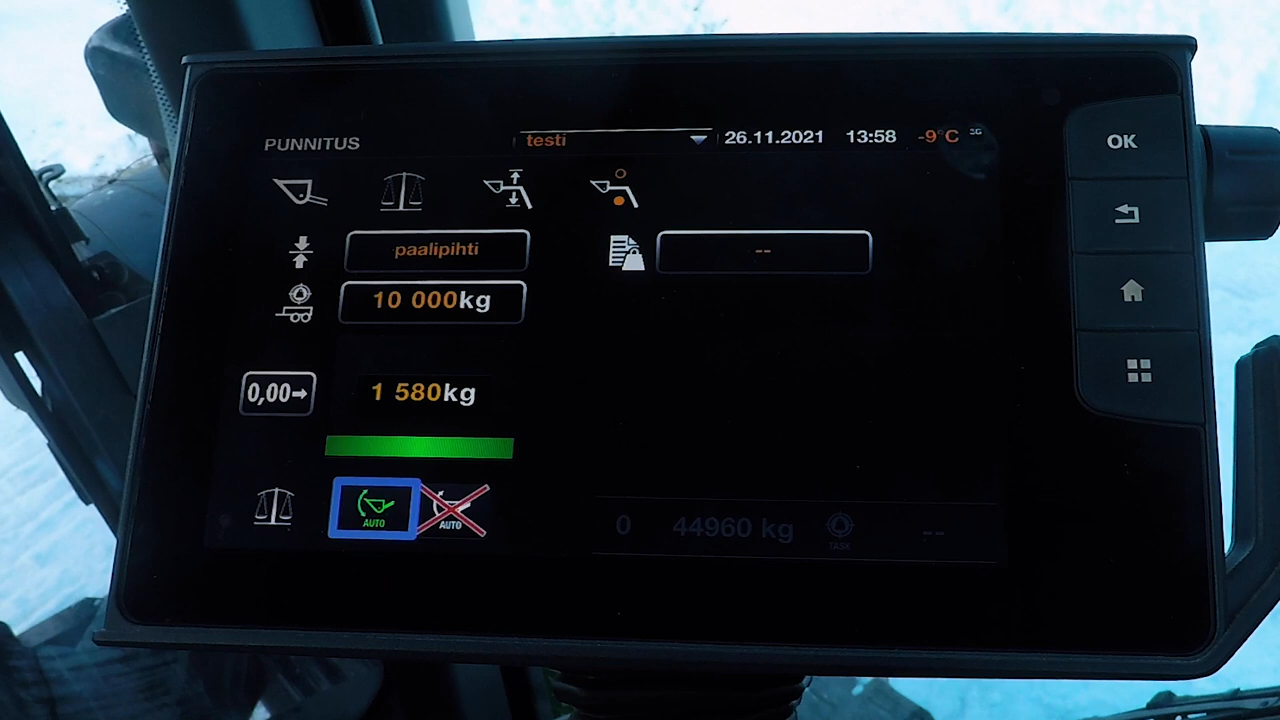 PUNNITUS testi 26.11.2021 13:58 -9°C 3G
OK
paalipihti --
10 000kg
0,00→ 1 580kg
AUTO AUTO
0 44960 kg TASK --